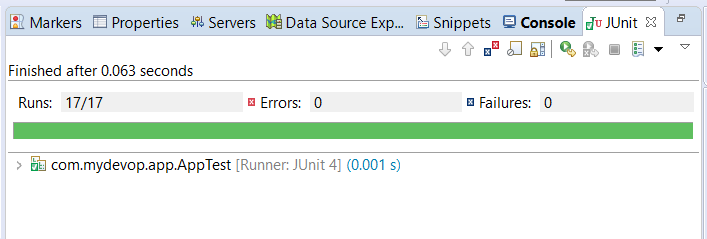 Markers Properties Servers Data Source Exp... Snippets Console JUnit
Finished after 0.063 seconds
Runs: 17/17 Errors: 0 Failures: 0
com.mydevop.app.AppTest [Runner: JUnit 4] (0.001 s)